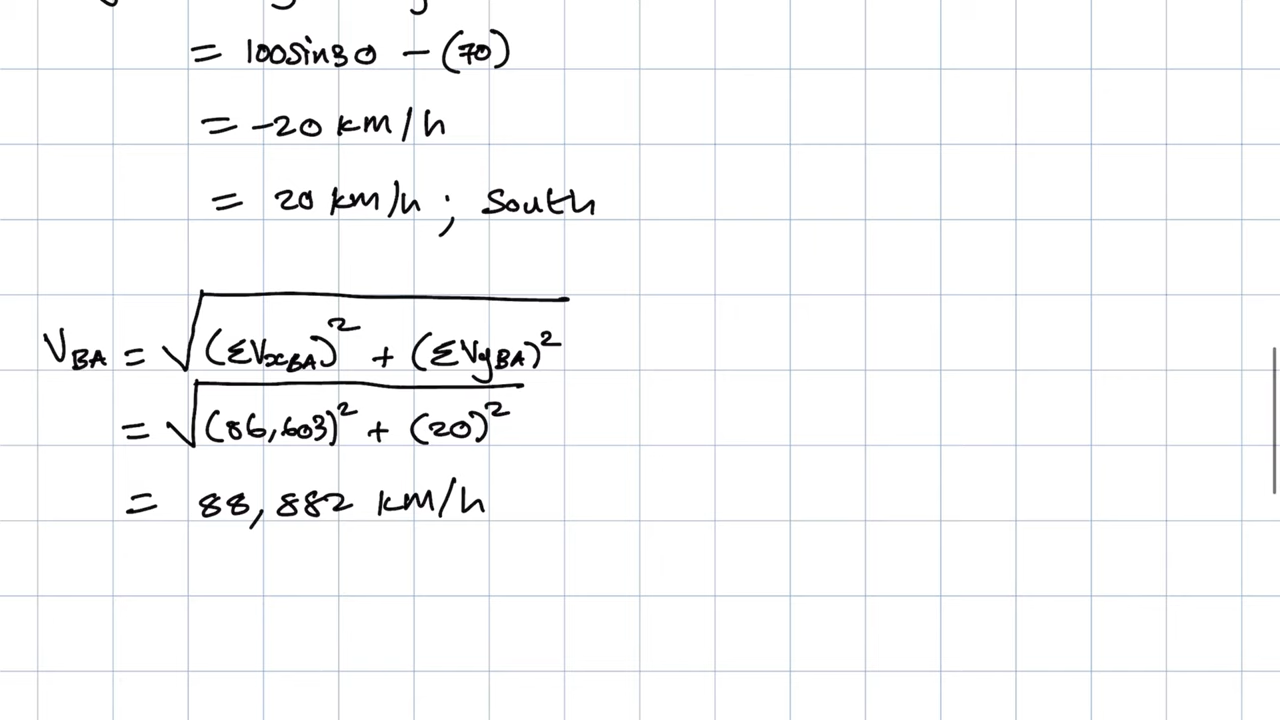 = 100sin30 - (70)
= -20 km/h
= 20 km/h ; South
V_BA = √(ΣVx_BA)² + (ΣVy_BA)²
= √(86,603)² + (20)²
= 88,882 km/h